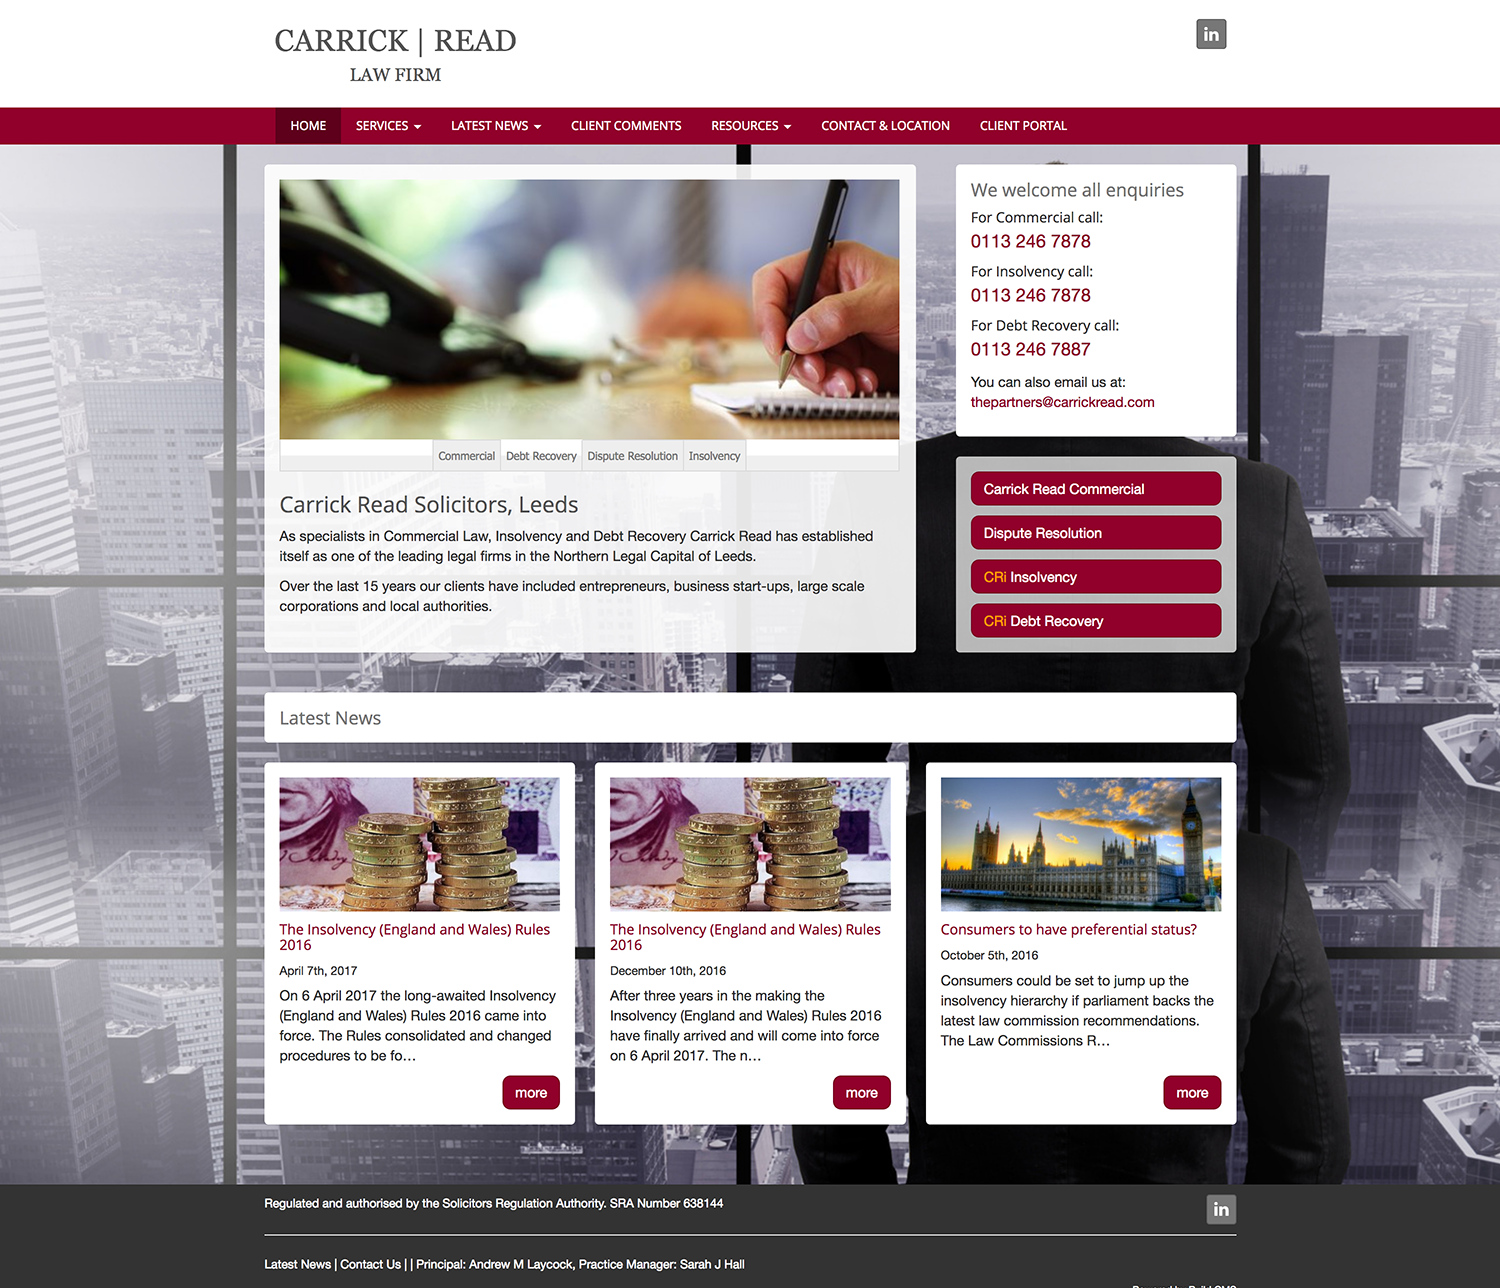 CARRICK | READ
LAW FIRM
in
HOME SERVICES LATEST NEWS CLIENT COMMENTS RESOURCES CONTACT & LOCATION CLIENT PORTAL
We welcome all enquiries
For Commercial call:
0113 246 7878
For Insolvency call:
0113 246 7878
For Debt Recovery call:
0113 246 7887
You can also email us at:
thepartners@carrickread.com
Commercial Debt Recovery Dispute Resolution Insolvency
Carrick Read Solicitors, Leeds
As specialists in Commercial Law, Insolvency and Debt Recovery Carrick Read has established
itself as one of the leading legal firms in the Northern Legal Capital of Leeds.
Over the last 15 years our clients have included entrepreneurs, business start-ups, large scale
corporations and local authorities.
Carrick Read Commercial
Dispute Resolution
CRi Insolvency
CRi Debt Recovery
Latest News
The Insolvency (England and Wales) Rules
2016
April 7th, 2017
On 6 April 2017 the long-awaited Insolvency
(England and Wales) Rules 2016 came into
force. The Rules consolidated and changed
procedures to be fo…
more
The Insolvency (England and Wales) Rules
2016
December 10th, 2016
After three years in the making the
Insolvency (England and Wales) Rules 2016
have finally arrived and will come into force
on 6 April 2017. The n…
more
Consumers to have preferential status?
October 5th, 2016
Consumers could be set to jump up the
insolvency hierarchy if parliament backs the
latest law commission recommendations.
The Law Commissions R…
more
Regulated and authorised by the Solicitors Regulation Authority. SRA Number 638144
in
Latest News | Contact Us | | Principal: Andrew M Laycock, Practice Manager: Sarah J Hall